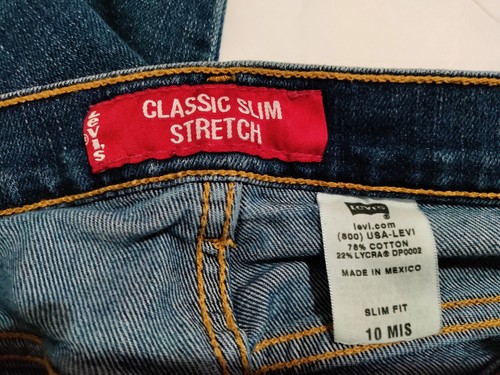 Levi's
CLASSIC SLIM
STRETCH
Levi's
levi.com
(800) USA-LEVI
78% COTTON
22% LYCRA® DP0002
MADE IN MEXICO
SLIM FIT
10 MIS